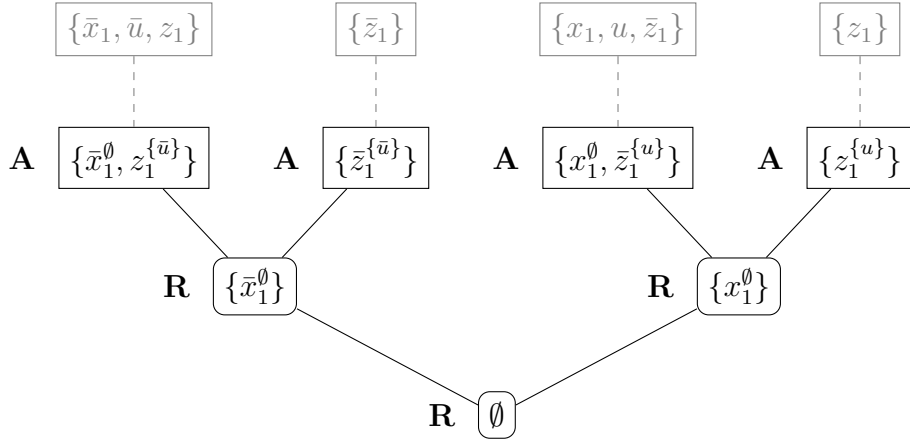 {x̄₁, ū, z₁} {z̄₁} {x₁, u, z̄₁} {z₁}
A {x̄₁^∅, z₁^{ū}} A {z̄₁^{ū}} A {x₁^∅, z̄₁^{u}} A {z₁^{u}}
R {x̄₁^∅} R {x₁^∅}
R ∅